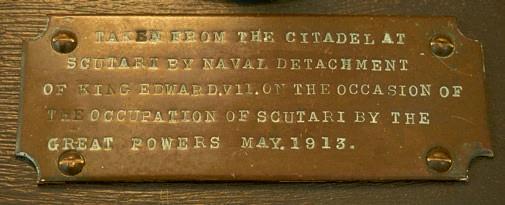 TAKEN FROM THE CITADEL AT
SCUTARI BY NAVAL DETACHMENT
OF KING EDWARD.VII.ON THE OCCASION OF
THE OCCUPATION OF SCUTARI BY THE
GREAT POWERS MAY.1913.